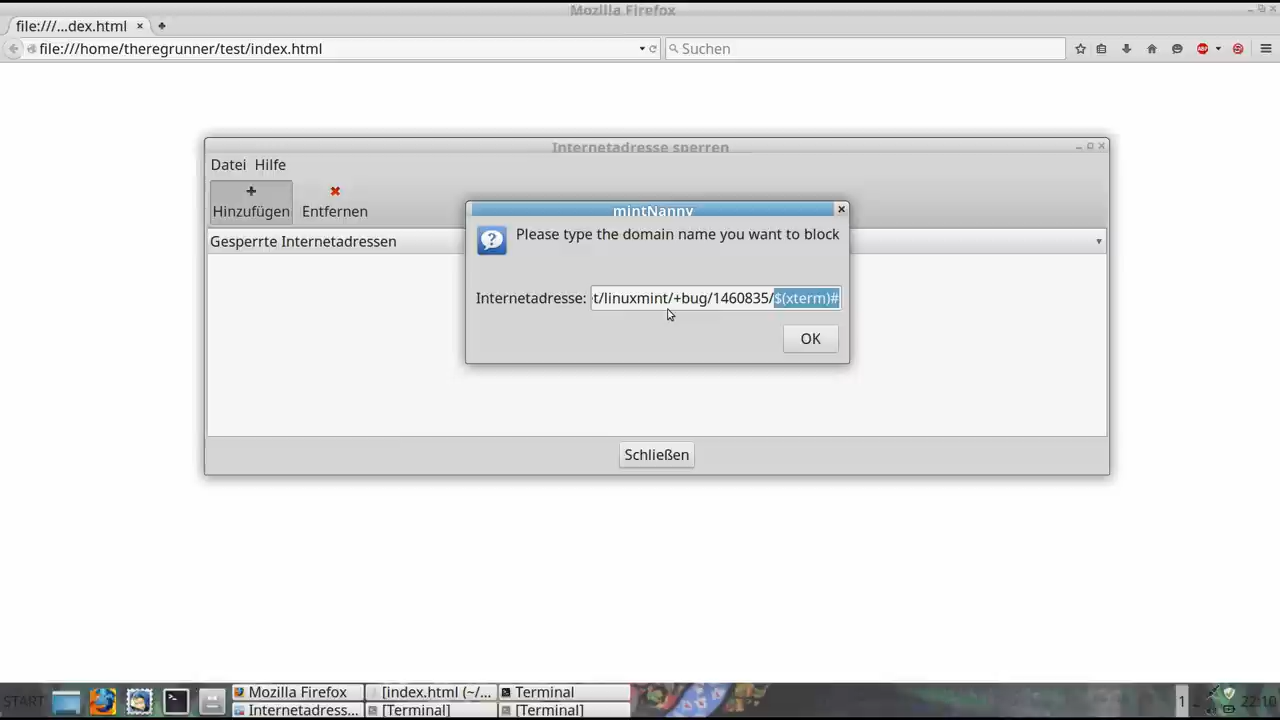 Mozilla Firefox
file:///...dex.html
file:///home/theregrunner/test/index.html
Suchen
ABP
Internetadresse sperren
Datei Hilfe
Hinzufügen Entfernen
Gesperrte Internetadressen
mintNanny
Please type the domain name you want to block
Internetadresse: t/linuxmint/+bug/1460835/$(xterm)#
OK
Schließen
START
Mozilla Firefox [index.html (~/... Terminal
Internetadress... [Terminal] [Terminal]
1 22:10